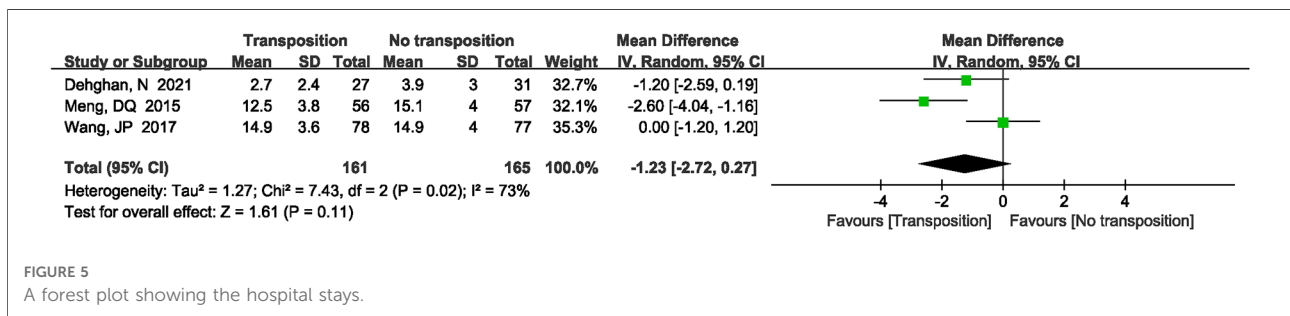 Transposition No transposition Mean Difference Mean Difference
Study or Subgroup Mean SD Total Mean SD Total Weight IV, Random, 95% CI IV, Random, 95% CI
Dehghan, N 2021 2.7 2.4 27 3.9 3 31 32.7% -1.20 [-2.59, 0.19]
Meng, DQ 2015 12.5 3.8 56 15.1 4 57 32.1% -2.60 [-4.04, -1.16]
Wang, JP 2017 14.9 3.6 78 14.9 4 77 35.3% 0.00 [-1.20, 1.20]
Total (95% CI) 161 165 100.0% -1.23 [-2.72, 0.27]
Heterogeneity: Tau² = 1.27; Chi² = 7.43, df = 2 (P = 0.02); I² = 73%
Test for overall effect: Z = 1.61 (P = 0.11)
-4 -2 0 2 4
Favours [Transposition] Favours [No transposition]
FIGURE 5
A forest plot showing the hospital stays.